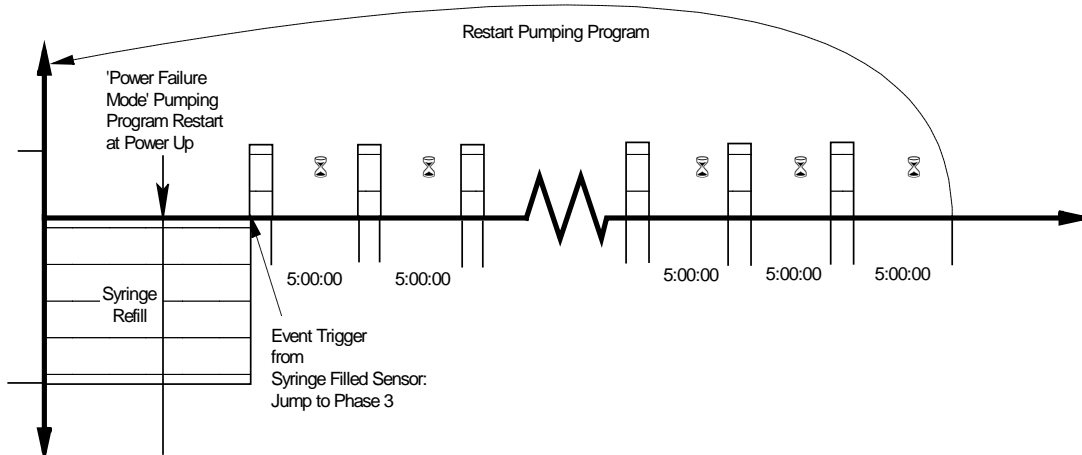 Restart Pumping Program
'Power Failure
Mode' Pumping
Program Restart
at Power Up
5:00:00
5:00:00
5:00:00
5:00:00
5:00:00
Syringe
Refill
Event Trigger
from
Syringe Filled Sensor:
Jump to Phase 3